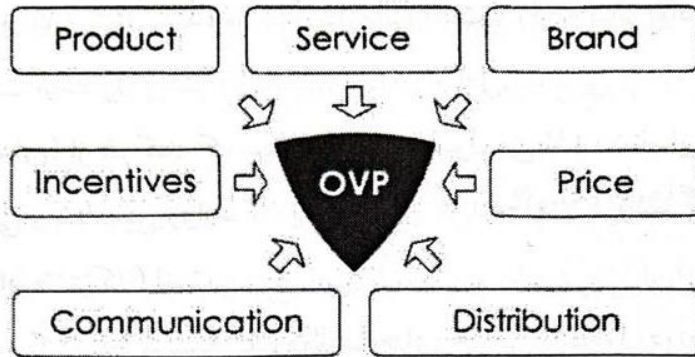 Product
Service
Brand
Incentives
OVP
Price
Communication
Distribution